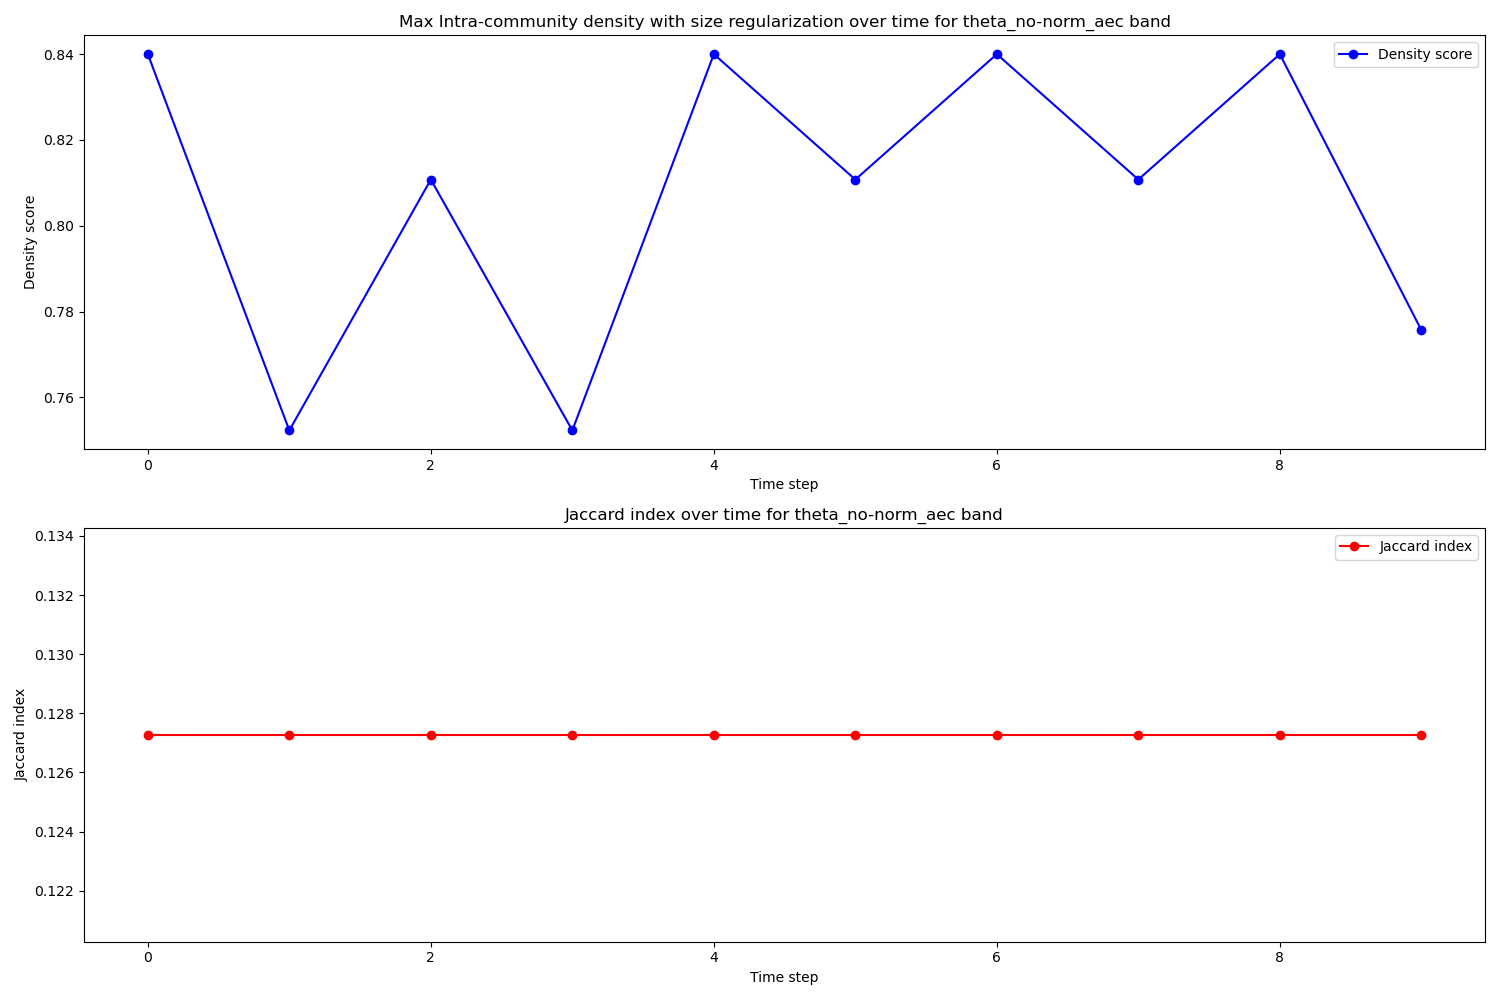 Max Intra-community density with size regularization over time for theta_no-norm_aec band
Density score
0.84
0.82
0.80
0.78
0.76
Density score
0 2 4 6 8
Time step
Jaccard index over time for theta_no-norm_aec band
Jaccard index
0.134
0.132
0.130
0.128
0.126
0.124
0.122
Jaccard index
0 2 4 6 8
Time step